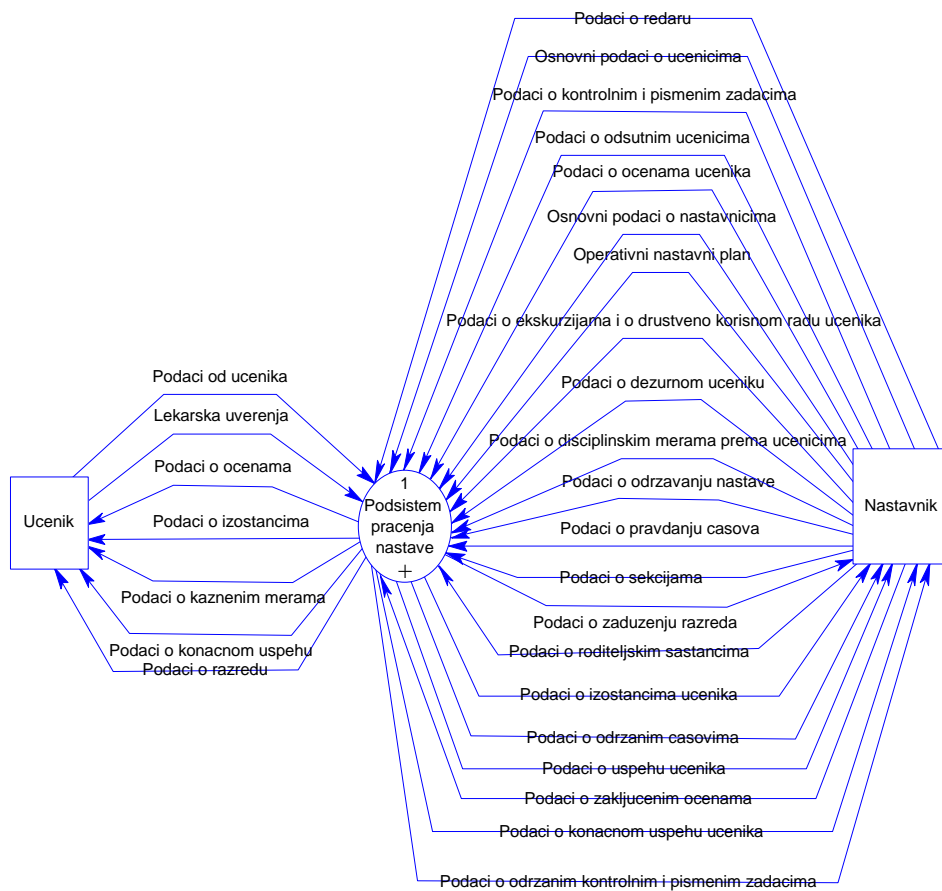 Podaci o redaru
Osnovni podaci o ucenicima
Podaci o kontrolnim i pismenim zadacima
Podaci o odsutnim ucenicima
Podaci o ocenama ucenika
Osnovni podaci o nastavnicima
Operativni nastavni plan
Podaci o ekskurzijama i o drustveno korisnom radu ucenika
Podaci od ucenika
Podaci o dezurnom uceniku
Lekarska uverenja
Podaci o disciplinskim merama prema ucenicima
Podaci o ocenama
Podaci o odrzavanju nastave
1
Podsistem
pracenja
nastave
+
Ucenik
Nastavnik
Podaci o izostancima
Podaci o pravdanju casova
Podaci o sekcijama
Podaci o kaznenim merama
Podaci o zaduzenju razreda
Podaci o konacnom uspehu
Podaci o roditeljskim sastancima
Podaci o razredu
Podaci o izostancima ucenika
Podaci o odrzanim casovima
Podaci o uspehu ucenika
Podaci o zakljucenim ocenama
Podaci o konacnom uspehu ucenika
Podaci o odrzanim kontrolnim i pismenim zadacima